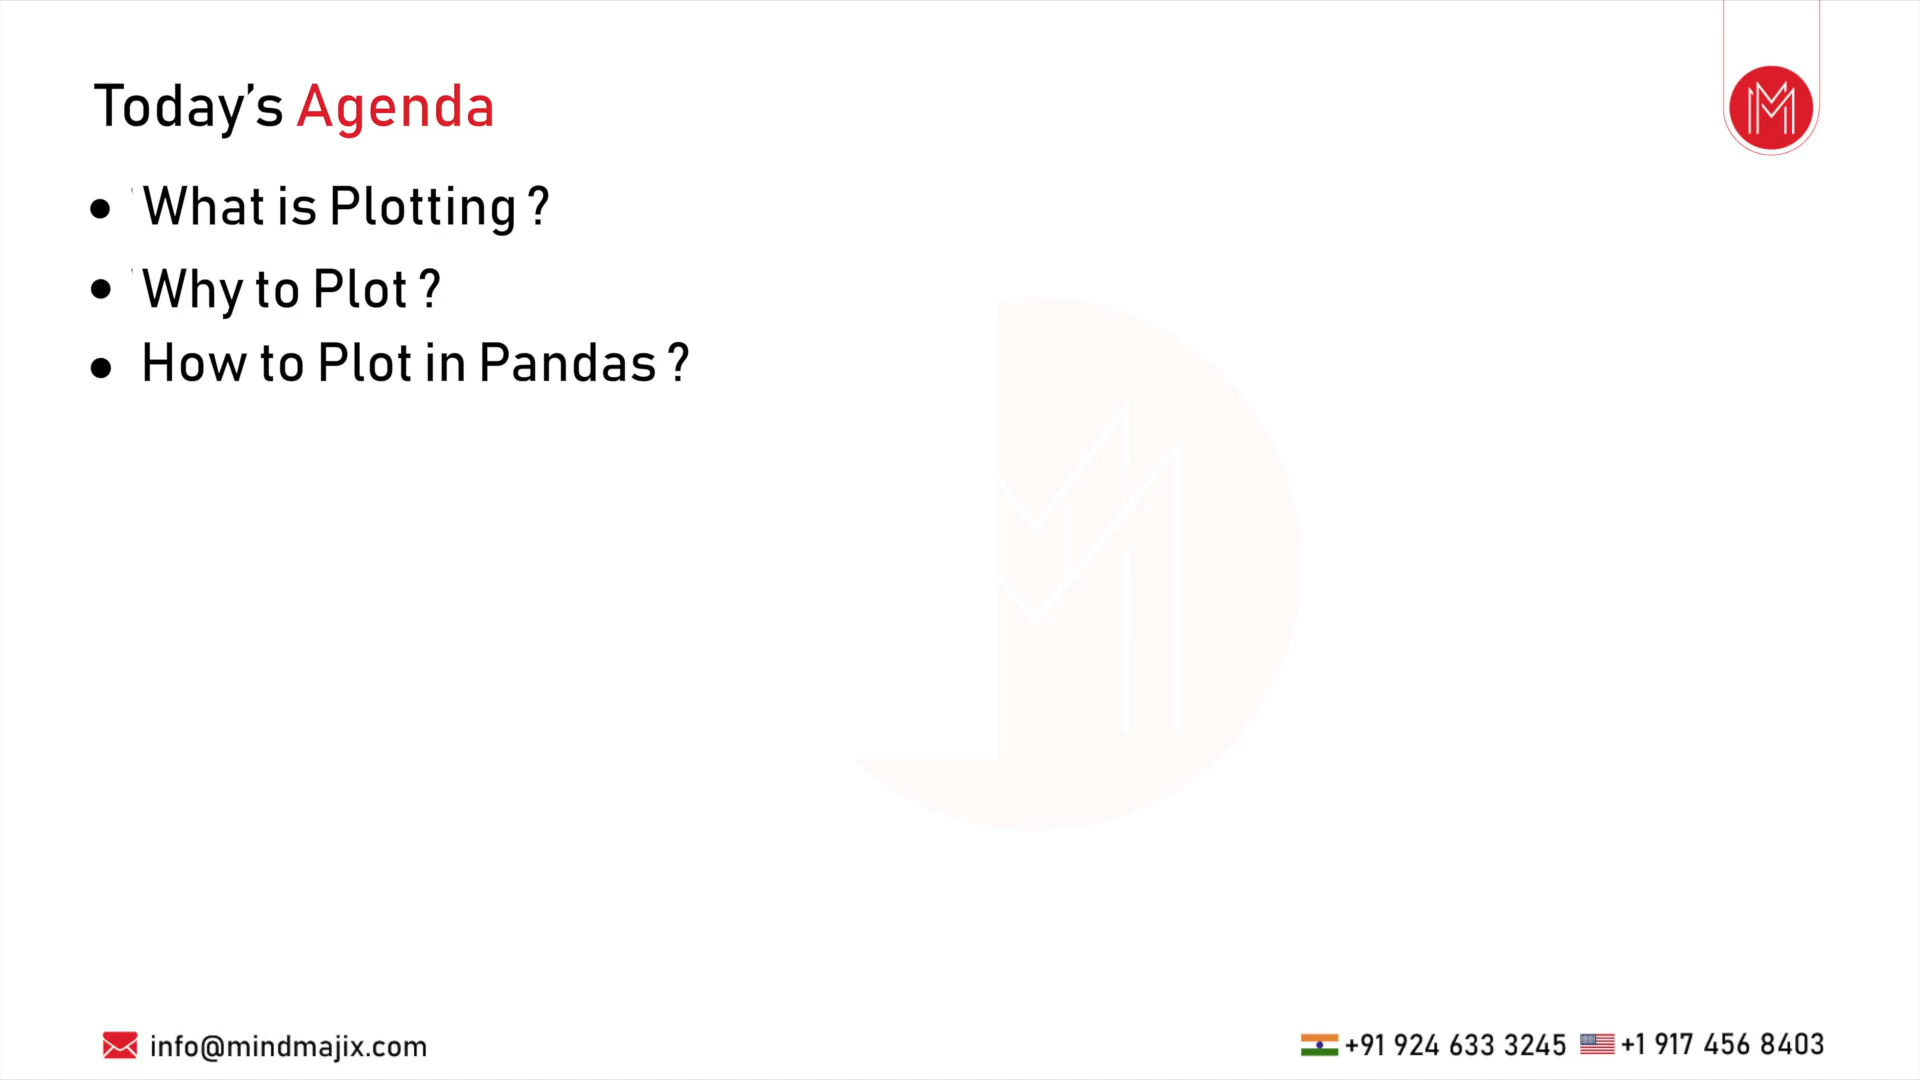 Today’s Agenda
• What is Plotting ?
• Why to Plot ?
• How to Plot in Pandas ?
info@mindmajix.com
+91 924 633 3245 +1 917 456 8403